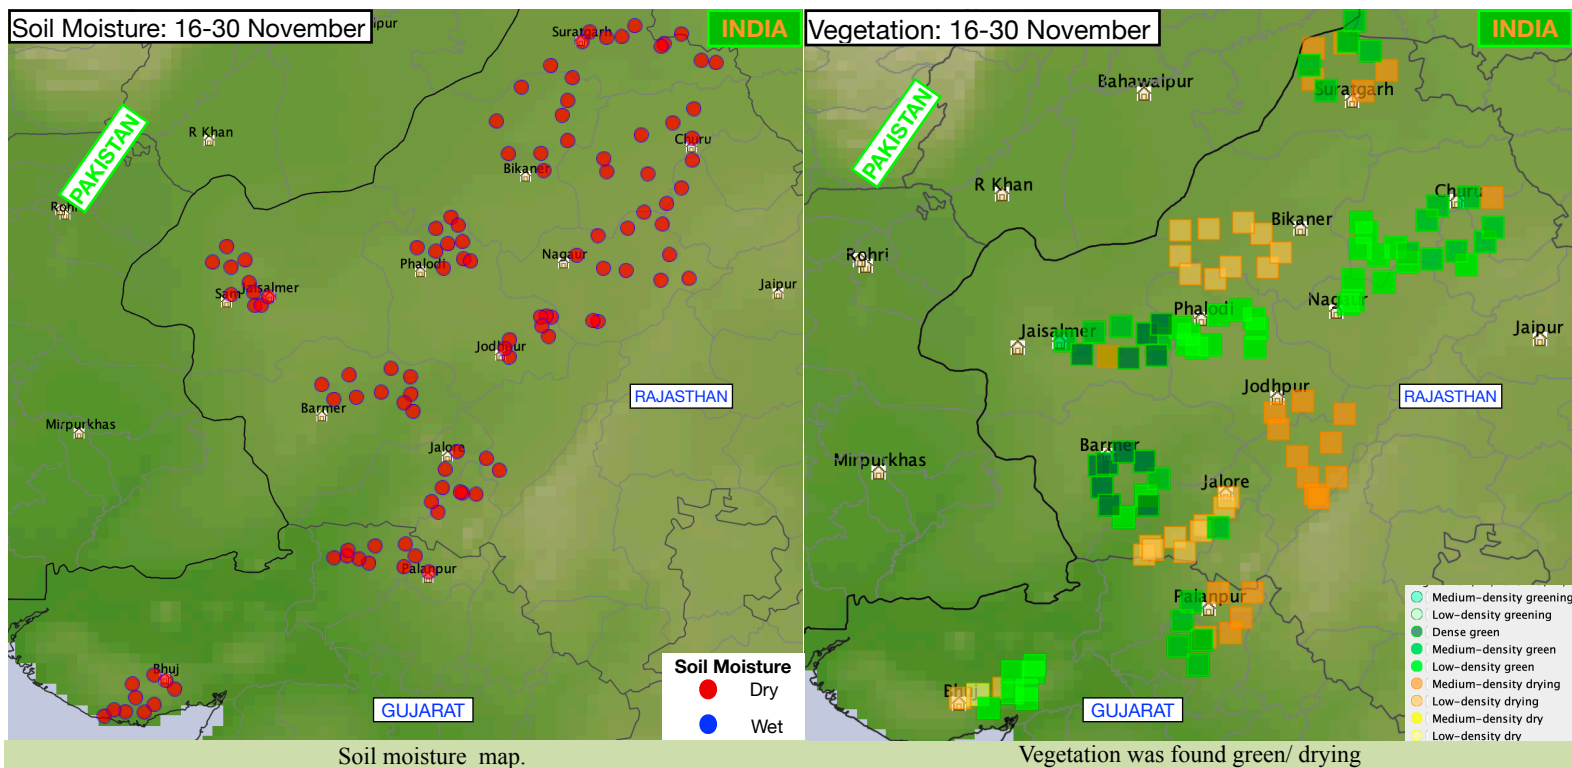 Soil Moisture: 16-30 November
ipur
Suratgarh
INDIA
PAKISTAN
R Khan
Churu
Bikaner
Rohri
Phalodi
Nagaur
Sam
Jaisalmer
Jaipur
Jodhpur
RAJASTHAN
Barmer
Mirpurkhas
Jalore
Palanpur
Bhuj
GUJARAT
Soil Moisture
Dry
Wet
Soil moisture map.
Vegetation: 16-30 November
INDIA
Bahawalpur
Suratgarh
PAKISTAN
R Khan
Churu
Bikaner
Rohri
Phalodi
Nagaur
Jaisalmer
Jaipur
Jodhpur
RAJASTHAN
Barmer
Mirpurkhas
Jalore
Palanpur
Bhuj
GUJARAT
Medium-density greening
Low-density greening
Dense green
Medium-density green
Low-density green
Medium-density drying
Low-density drying
Medium-density dry
Low-density dry
Vegetation was found green/ drying